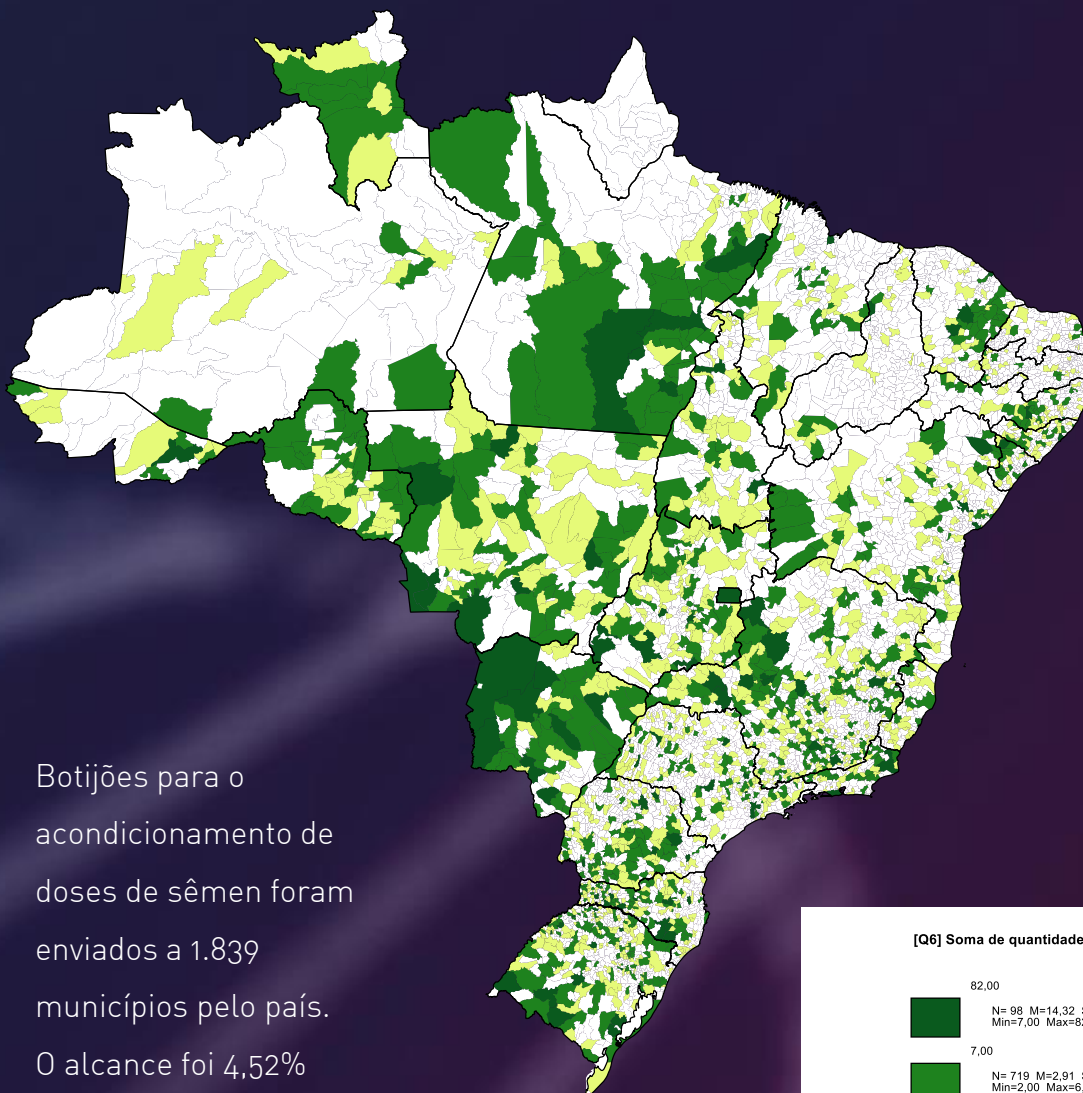 Botijões para o
acondicionamento de
doses de sêmen foram
enviados a 1.839
municípios pelo país.
O alcance foi 4,52%
[Q6] Soma de quantidade
82,00
N= 98 M=14,32
Min=7,00 Max=82
7,00
N= 719 M=2,91
Min=2,00 Max=6,